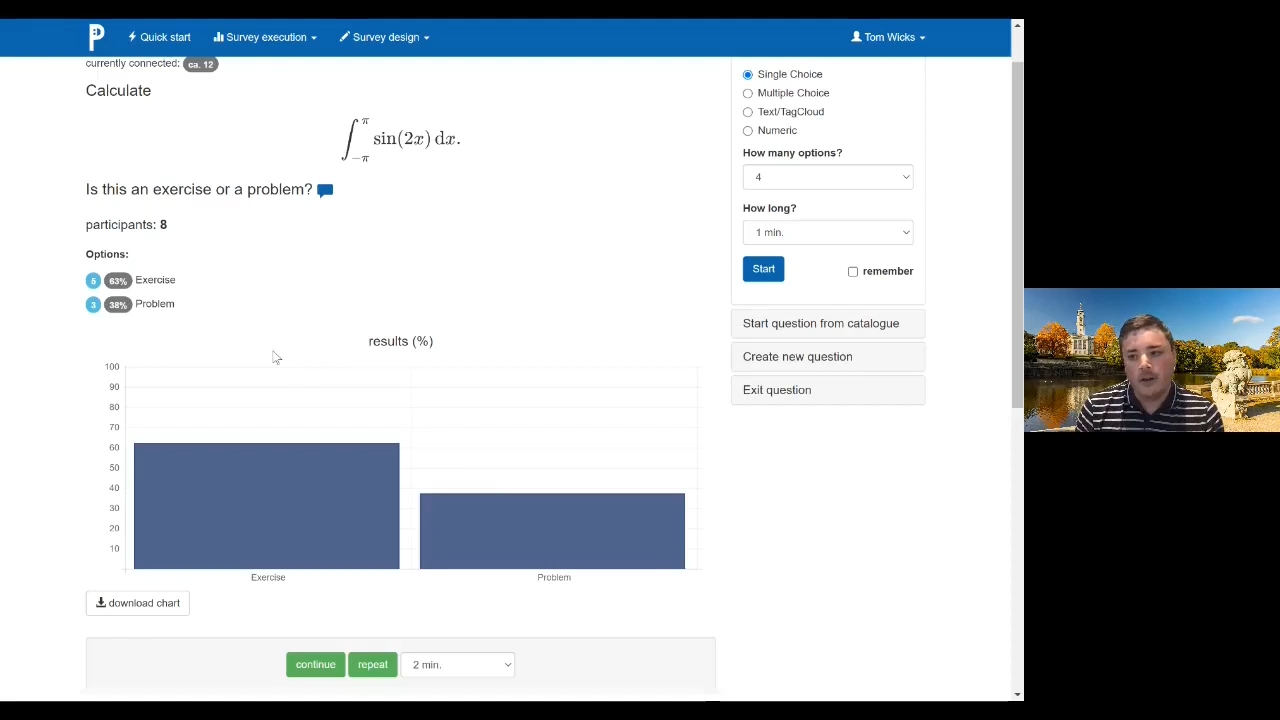 P Quick start Survey execution Survey design Tom Wicks
currently connected: ca. 12
Calculate
∫_{-π}^{π} sin(2x) dx.
Is this an exercise or a problem?
participants: 8
Options:
5 63% Exercise
3 38% Problem
results (%)
100
90
80
70
60
50
40
30
20
10
Exercise Problem
download chart
continue repeat 2 min.
Single Choice
Multiple Choice
Text/TagCloud
Numeric
How many options?
4
How long?
1 min.
Start remember
Start question from catalogue
Create new question
Exit question